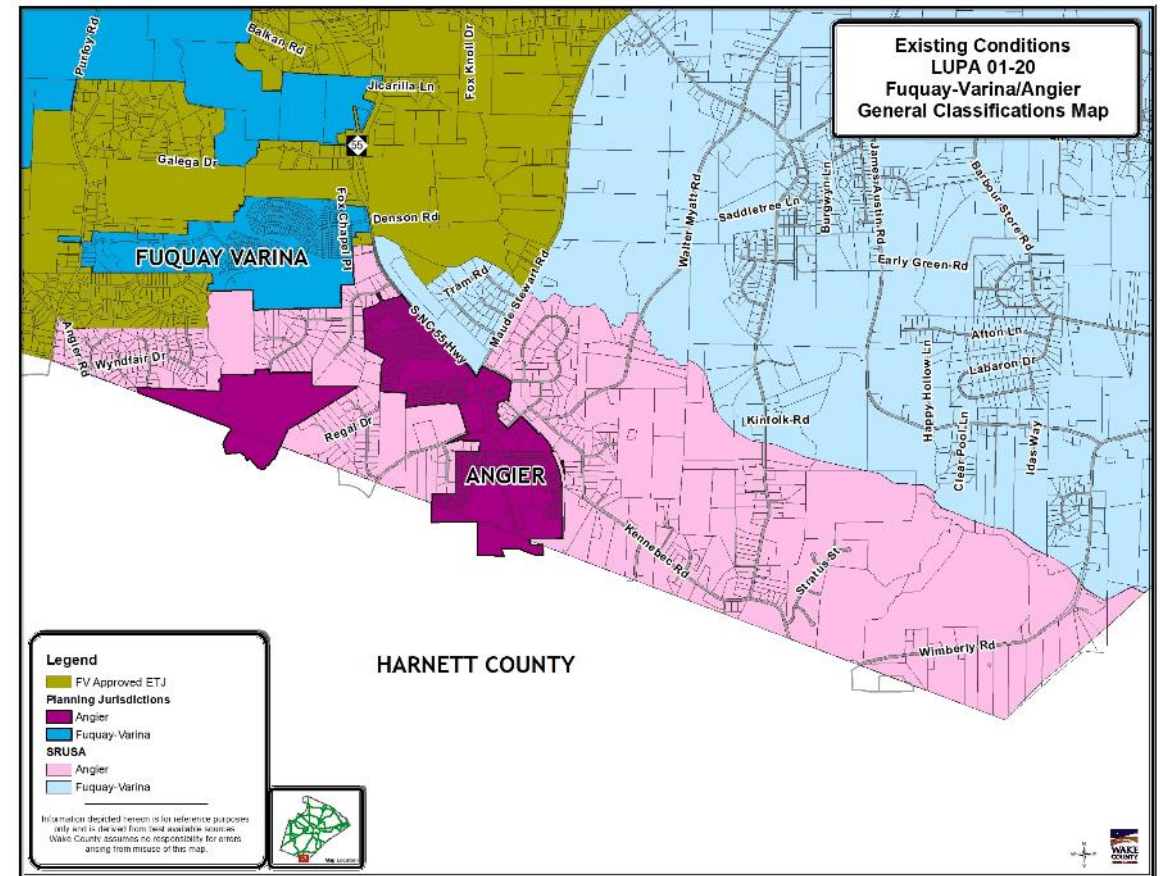 Existing Conditions
LUPA 01-20
Fuquay-Varina/Angier
General Classifications Map
Purfoy Rd
Balkan Rd
Fox Knoll Dr
Jicarilla Ln
55
Galega Dr
Fox Chapel Pl
Denson Rd
FUQUAY VARINA
Tram Rd
Maude Stewart Rd
S NC 55 Hwy
Angier Rd
Wyndfair Dr
Regal Dr
ANGIER
Walter Myatt Rd
Saddletree Ln
Burgwyn Ln
James Austin Rd
Barbour Store Rd
Early Green Rd
Afton Ln
Labaron Dr
Happy Hollow Ln
Kinfolk Rd
Clear Pool Ln
Idas Way
Kennebec Rd
Stratus St
Wimberly Rd
HARNETT COUNTY
Legend
FV Approved ETJ
Planning Jurisdictions
Angier
Fuquay-Varina
SRUSA
Angier
Fuquay-Varina
Information depicted hereon is for reference purposes
only and is derived from best available sources.
Wake County assumes no responsibility for errors
arising from misuse of this map.
Map Location
WAKE
COUNTY